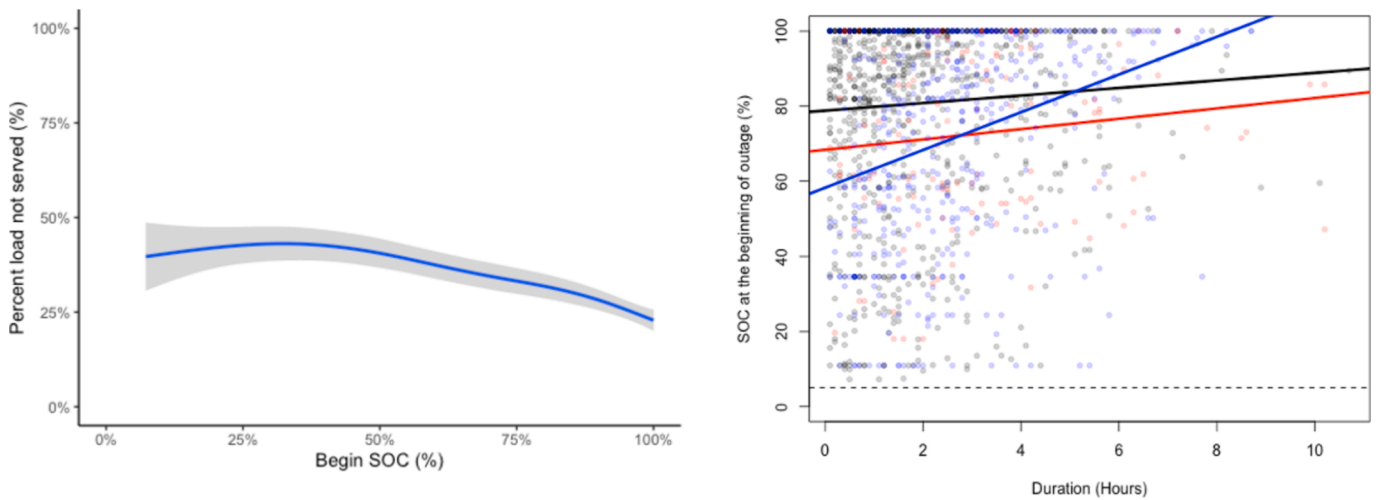 Percent load not served (%)
100%
75%
50%
25%
0%
0% 25% 50% 75% 100%
Begin SOC (%)
SOC at the beginning of outage (%)
100
80
60
40
20
0
0 2 4 6 8 10
Duration (Hours)